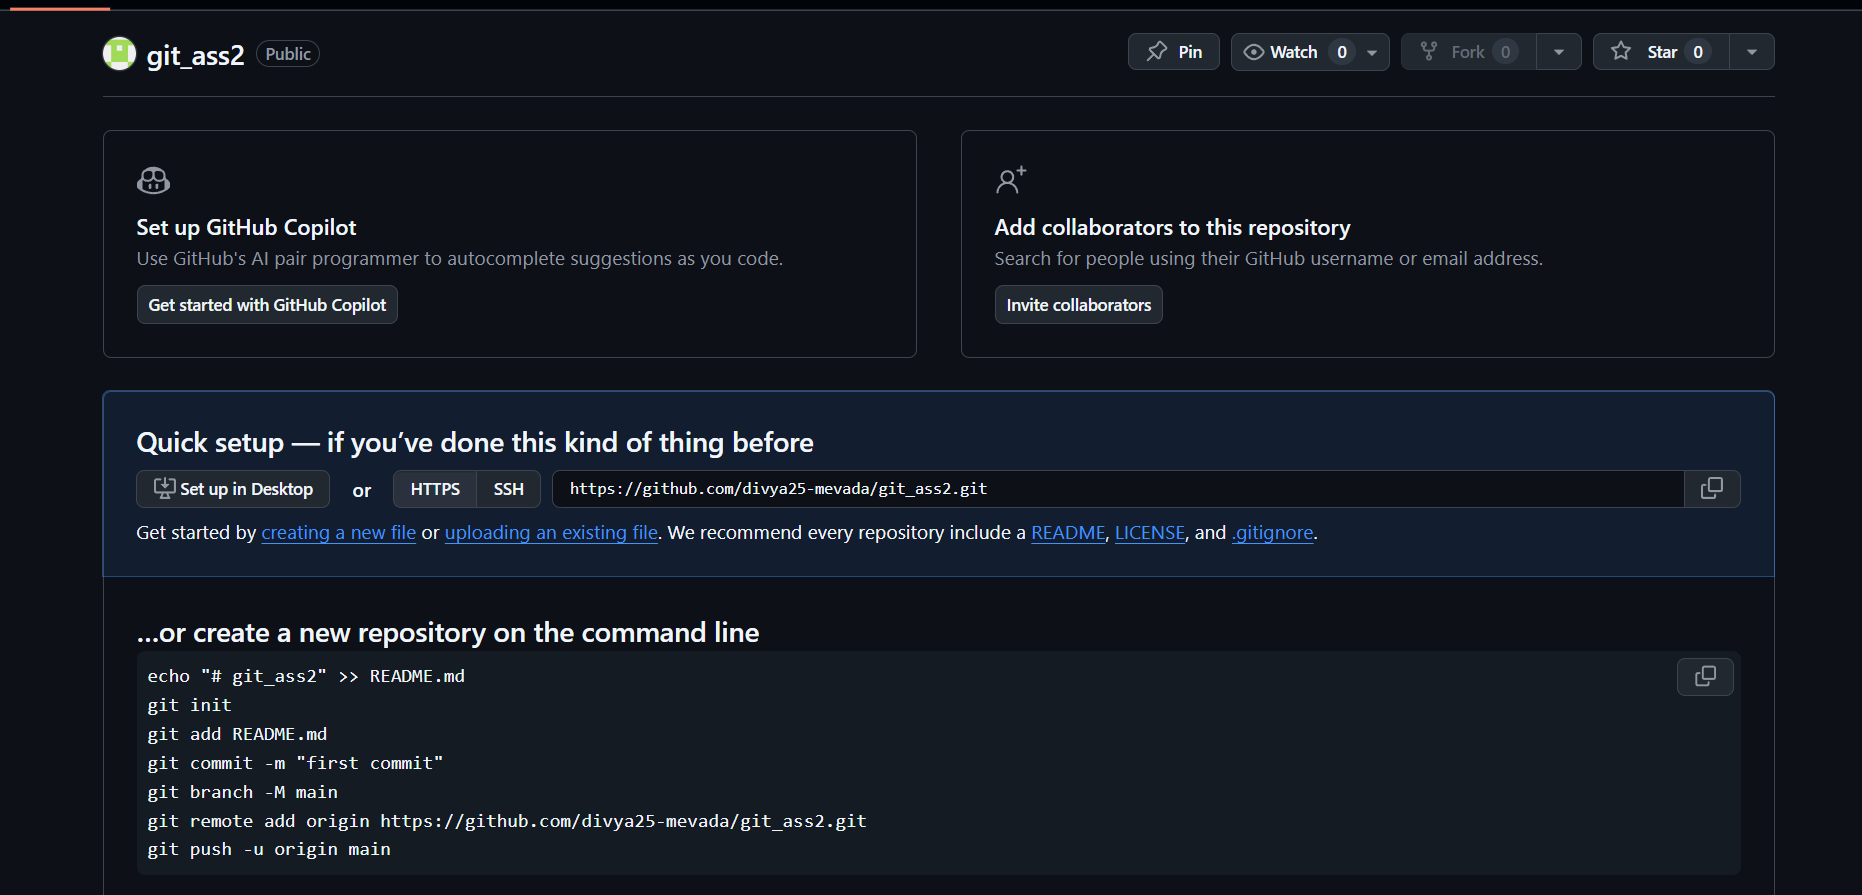 git_ass2 Public
Pin Watch 0 Fork 0 Star 0
Set up GitHub Copilot
Use GitHub's AI pair programmer to autocomplete suggestions as you code.
Get started with GitHub Copilot
Add collaborators to this repository
Search for people using their GitHub username or email address.
Invite collaborators
Quick setup — if you’ve done this kind of thing before
Set up in Desktop or HTTPS SSH https://github.com/divya25-mevada/git_ass2.git
Get started by creating a new file or uploading an existing file. We recommend every repository include a README, LICENSE, and .gitignore.
…or create a new repository on the command line
echo "# git_ass2" >> README.md
git init
git add README.md
git commit -m "first commit"
git branch -M main
git remote add origin https://github.com/divya25-mevada/git_ass2.git
git push -u origin main